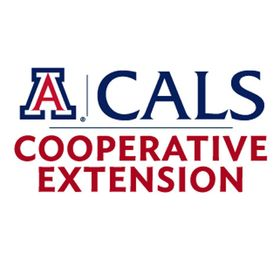 A® CALS
COOPERATIVE
EXTENSION